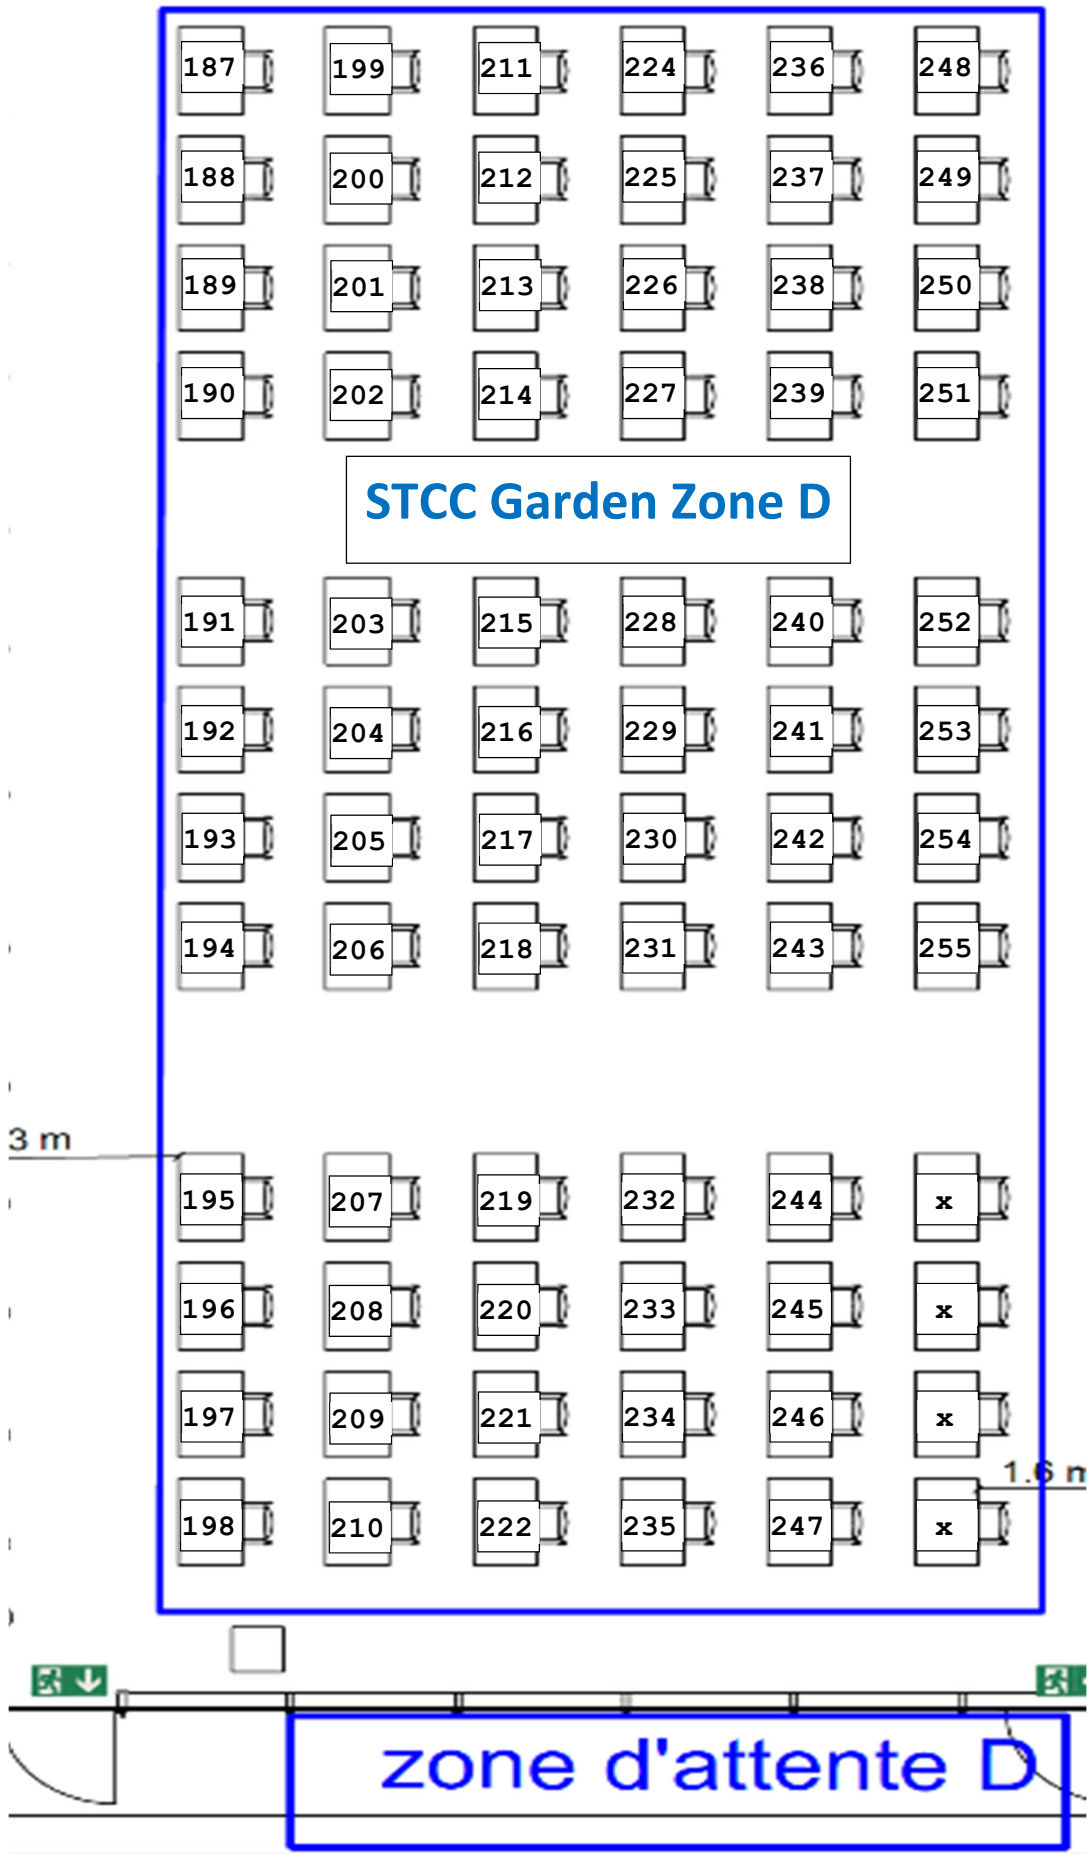 187 199 211 224 236 248
188 200 212 225 237 249
189 201 213 226 238 250
190 202 214 227 239 251
STCC Garden Zone D
191 203 215 228 240 252
192 204 216 229 241 253
193 205 217 230 242 254
194 206 218 231 243 255
3 m
195 207 219 232 244 x
196 208 220 233 245 x
197 209 221 234 246 x
1.6 m
198 210 222 235 247 x
zone d'attente D